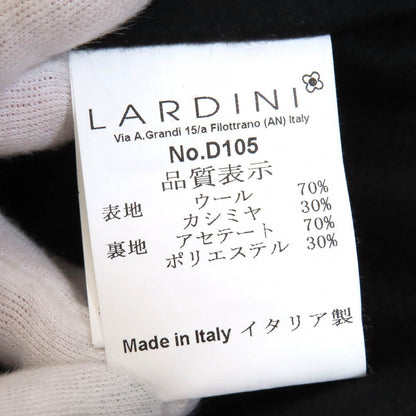 LARDINI
Via A.Grandi 15/a Filottrano (AN) Italy
No.D105
品質表示
表地 ウール 70%
カシミヤ 30%
裏地 アセテート 70%
ポリエステル 30%
Made in Italy イタリア製